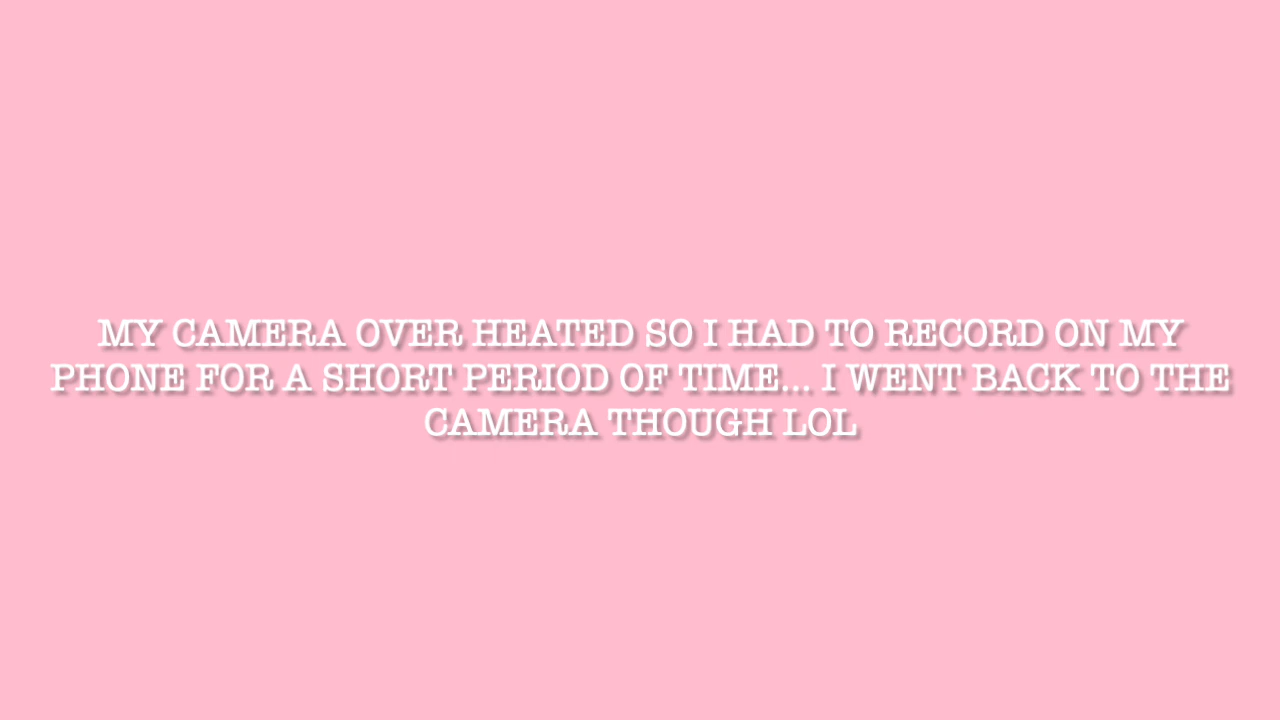 MY CAMERA OVER HEATED SO I HAD TO RECORD ON MY
PHONE FOR A SHORT PERIOD OF TIME... I WENT BACK TO THE
CAMERA THOUGH LOL